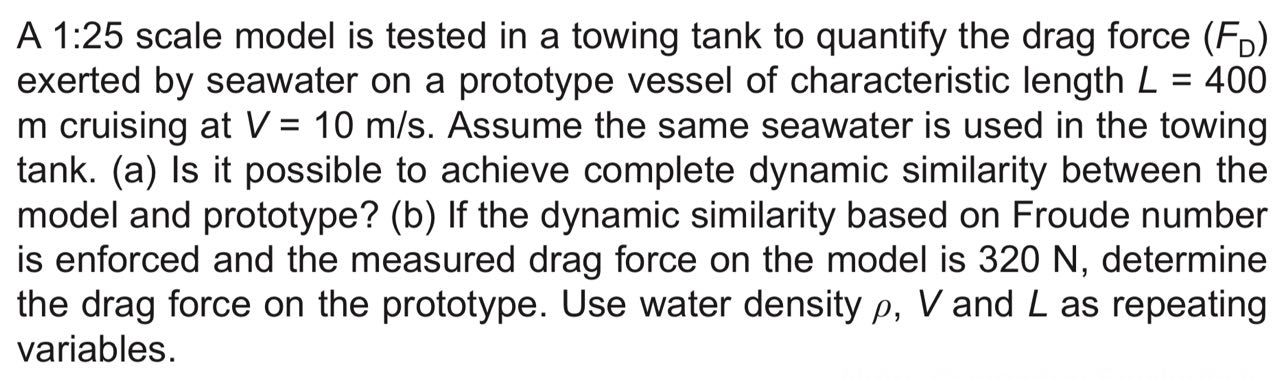 A 1:25 scale model is tested in a towing tank to quantify the drag force (F_D)
exerted by seawater on a prototype vessel of characteristic length L = 400
m cruising at V = 10 m/s. Assume the same seawater is used in the towing
tank. (a) Is it possible to achieve complete dynamic similarity between the
model and prototype? (b) If the dynamic similarity based on Froude number
is enforced and the measured drag force on the model is 320 N, determine
the drag force on the prototype. Use water density ρ, V and L as repeating
variables.